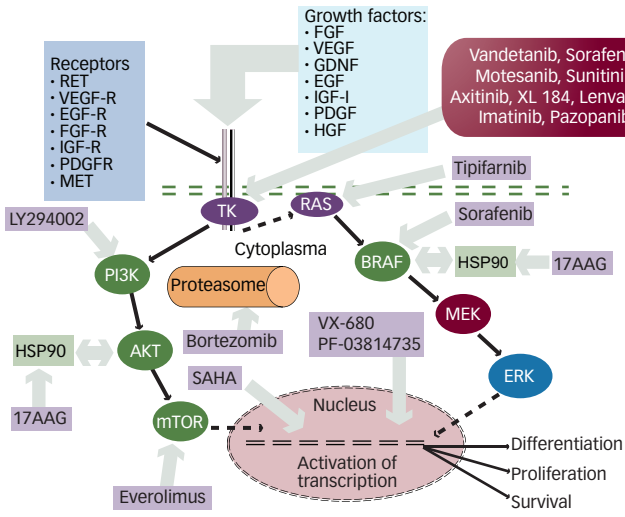 Growth factors:
· FGF
· VEGF
· GDNF
· EGF
· IGF-I
· PDGF
· HGF
Receptors
· RET
· VEGF-R
· EGF-R
· FGF-R
· IGF-R
· PDGFR
· MET
Vandetanib, Sorafen
Motesanib, Sunitini
Axitinib, XL 184, Lenva
Imatinib, Pazopanib
Tipifarnib
TK
RAS
LY294002
Sorafenib
Cytoplasma
PI3K
Proteasome
BRAF
HSP90
17AAG
MEK
VX-680
PF-03814735
Bortezomib
HSP90
AKT
SAHA
ERK
17AAG
mTOR
Nucleus
Activation of
transcription
Differentiation
Proliferation
Survival
Everolimus